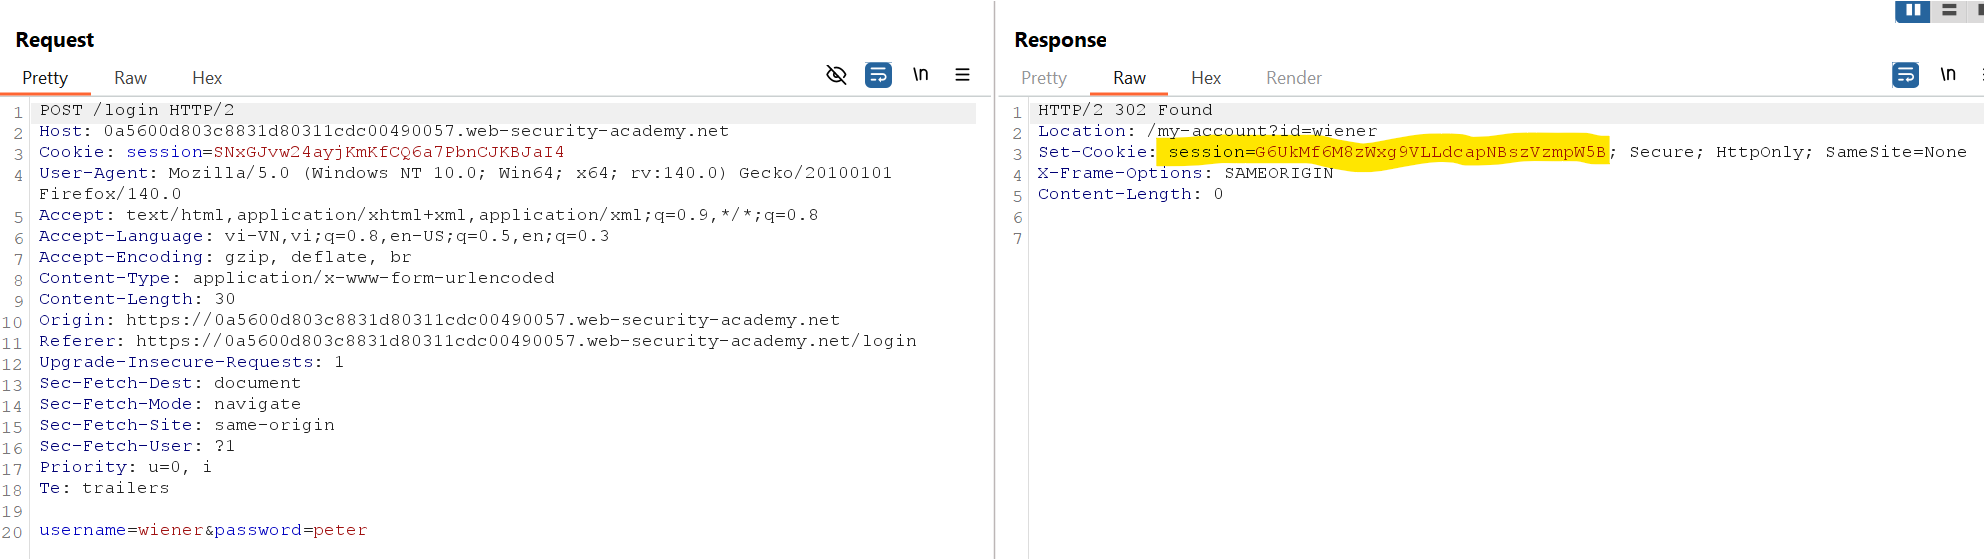 Request
Pretty Raw Hex
\n
1 POST /login HTTP/2
2 Host: 0a5600d803c8831d80311cdc00490057.web-security-academy.net
3 Cookie: session=SNxGJvw24ayjKmKfCQ6a7PbnCJKBJaI4
4 User-Agent: Mozilla/5.0 (Windows NT 10.0; Win64; x64; rv:140.0) Gecko/20100101
Firefox/140.0
5 Accept: text/html,application/xhtml+xml,application/xml;q=0.9,*/*;q=0.8
6 Accept-Language: vi-VN,vi;q=0.8,en-US;q=0.5,en;q=0.3
7 Accept-Encoding: gzip, deflate, br
8 Content-Type: application/x-www-form-urlencoded
9 Content-Length: 30
10 Origin: https://0a5600d803c8831d80311cdc00490057.web-security-academy.net
11 Referer: https://0a5600d803c8831d80311cdc00490057.web-security-academy.net/login
12 Upgrade-Insecure-Requests: 1
13 Sec-Fetch-Dest: document
14 Sec-Fetch-Mode: navigate
15 Sec-Fetch-Site: same-origin
16 Sec-Fetch-User: ?1
17 Priority: u=0, i
18 Te: trailers
19
20 username=wiener&password=peter
Response
Pretty Raw Hex Render
\n
1 HTTP/2 302 Found
2 Location: /my-account?id=wiener
3 Set-Cookie: session=G6UkMf6M8zWxg9VLLdcapNBszVzmpW5B; Secure; HttpOnly; SameSite=None
4 X-Frame-Options: SAMEORIGIN
5 Content-Length: 0
6
7